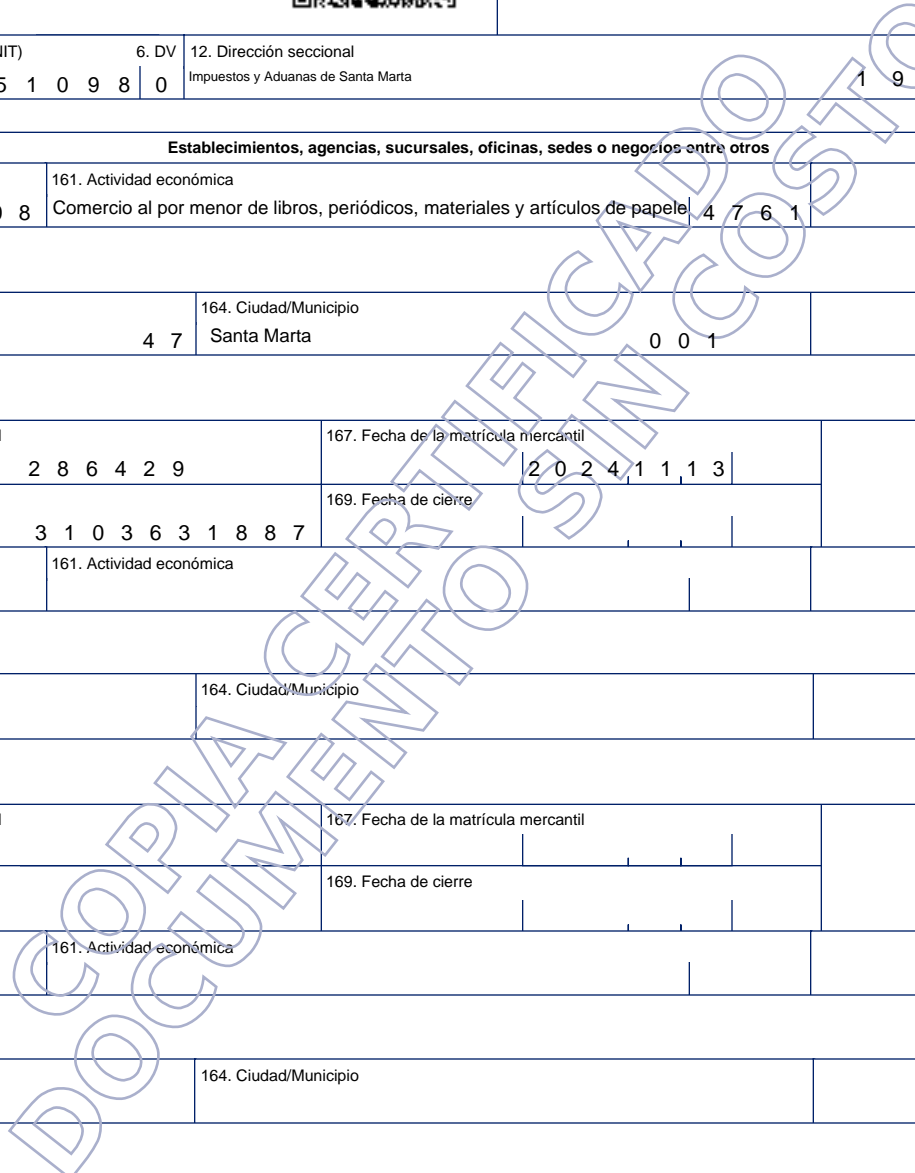 IT) 6. DV 12. Dirección seccional
5 1 0 9 8 0 Impuestos y Aduanas de Santa Marta 1 9
Establecimientos, agencias, sucursales, oficinas, sedes o negocios entre otros
161. Actividad económica
8 Comercio al por menor de libros, periódicos, materiales y artículos de papele 4 7 6 1
164. Ciudad/Municipio
4 7 Santa Marta 0 0 1
167. Fecha de la matrícula mercantil
2 8 6 4 2 9 2 0 2 4 1 1 1 3
169. Fecha de cierre
3 1 0 3 6 3 1 8 8 7
161. Actividad económica
164. Ciudad/Municipio
167. Fecha de la matrícula mercantil
169. Fecha de cierre
161. Actividad económica
164. Ciudad/Municipio
COPIA CERTIFICADO
DOCUMENTO SIN COSTO